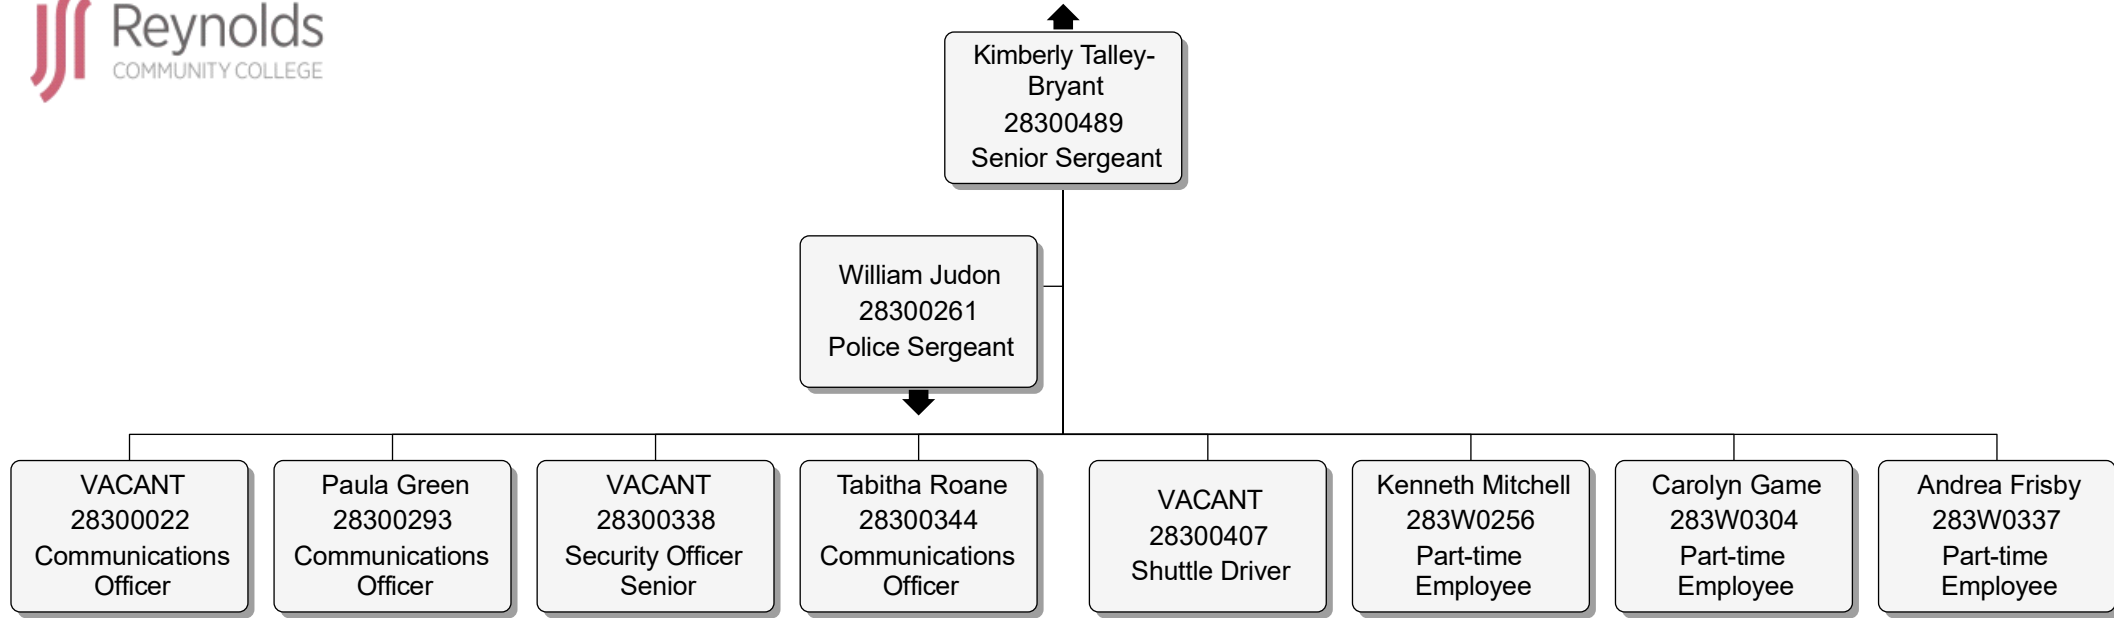 Reynolds
COMMUNITY COLLEGE
Kimberly Talley-
Bryant
28300489
Senior Sergeant
William Judon
28300261
Police Sergeant
VACANT
28300022
Communications
Officer
Paula Green
28300293
Communications
Officer
VACANT
28300338
Security Officer
Senior
Tabitha Roane
28300344
Communications
Officer
VACANT
28300407
Shuttle Driver
Kenneth Mitchell
283W0256
Part-time
Employee
Carolyn Game
283W0304
Part-time
Employee
Andrea Frisby
283W0337
Part-time
Employee